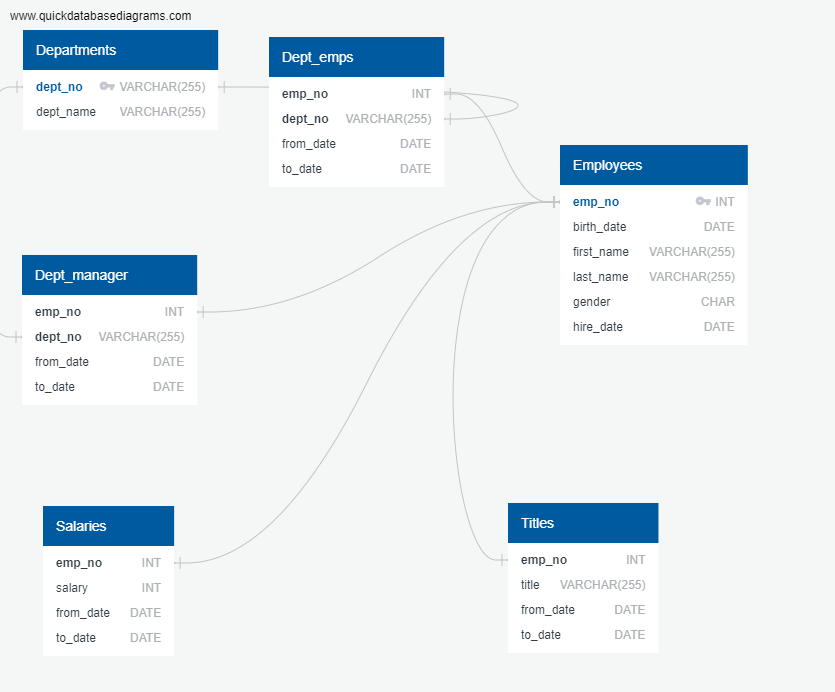 www.quickdatabasediagrams.com
Departments
dept_no VARCHAR(255)
dept_name VARCHAR(255)
Dept_emps
emp_no INT
dept_no VARCHAR(255)
from_date DATE
to_date DATE
Employees
emp_no INT
birth_date DATE
first_name VARCHAR(255)
last_name VARCHAR(255)
gender CHAR
hire_date DATE
Dept_manager
emp_no INT
dept_no VARCHAR(255)
from_date DATE
to_date DATE
Salaries
emp_no INT
salary INT
from_date DATE
to_date DATE
Titles
emp_no INT
title VARCHAR(255)
from_date DATE
to_date DATE